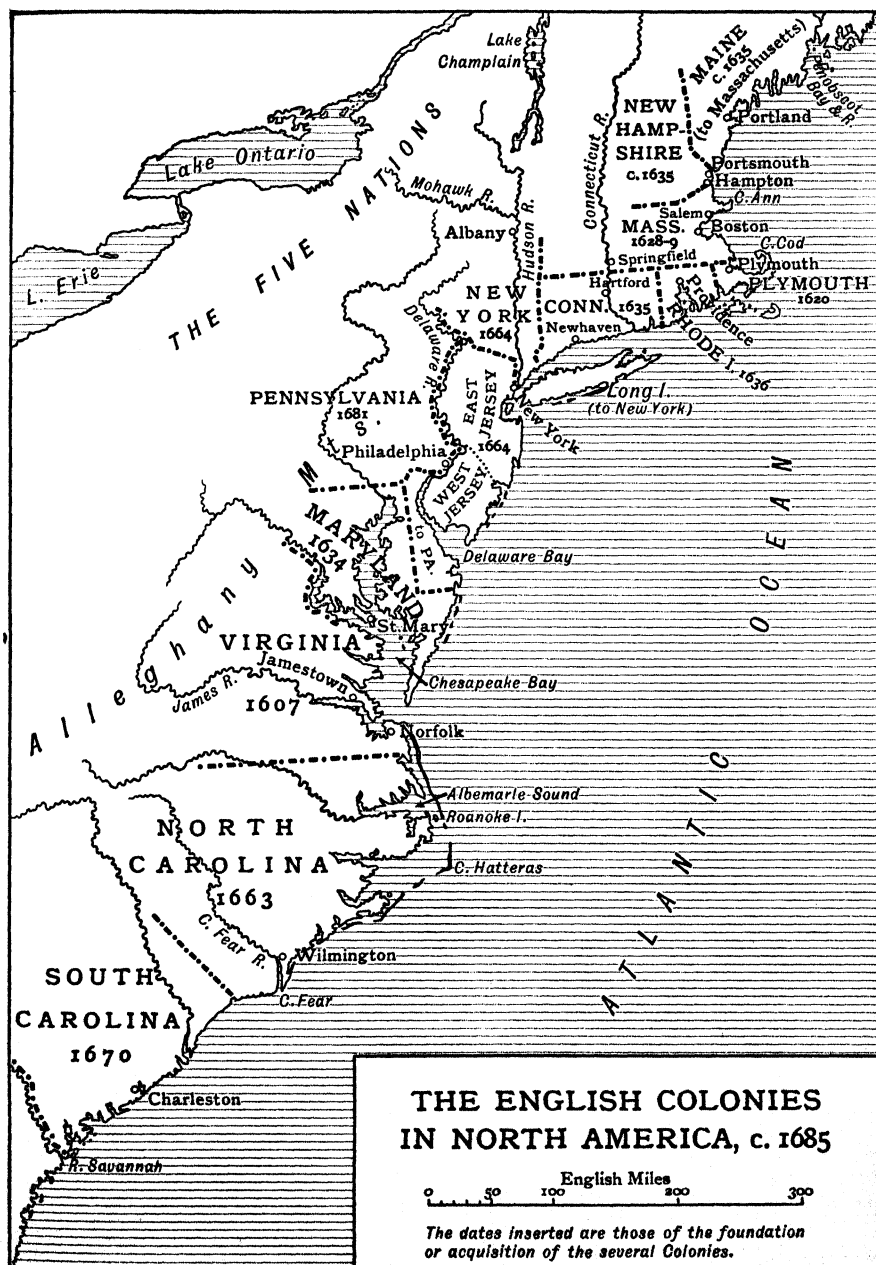 Lake
Champlain
MAINE
c. 1635
(to Massachusetts)
Penobscot
Bay & R.
NEW
HAMP-
SHIRE
c. 1635
Portland
Connecticut R.
Lake Ontario
THE FIVE NATIONS
Mohawk R.
Portsmouth
Hampton
C. Ann
Salem
MASS.
1628-9
Boston
C. Cod
Albany
Hudson R.
Springfield
Plymouth
PLYMOUTH
1620
L. Erie
NEW
YORK
1664
Hartford
CONN.
1635
Newhaven
Providence
RHODE I. 1636
Delaware R.
Long I.
(to New York)
New York
PENNSYLVANIA
1681
S.
EAST
JERSEY
1664
Philadelphia
WEST
JERSEY
M
MARYLAND
1634
to PA.
Delaware Bay
St. Mary
VIRGINIA
1607
Jamestown
James R.
Chesapeake Bay
Norfolk
Alleghany
ATLANTIC OCEAN
Albemarle Sound
Roanoke I.
NORTH
CAROLINA
1663
C. Hatteras
C. Fear R.
Wilmington
C. Fear
SOUTH
CAROLINA
1670
Charleston
R. Savannah
THE ENGLISH COLONIES
IN NORTH AMERICA, c. 1685
English Miles
0 50 100 200 300
The dates inserted are those of the foundation
or acquisition of the several Colonies.